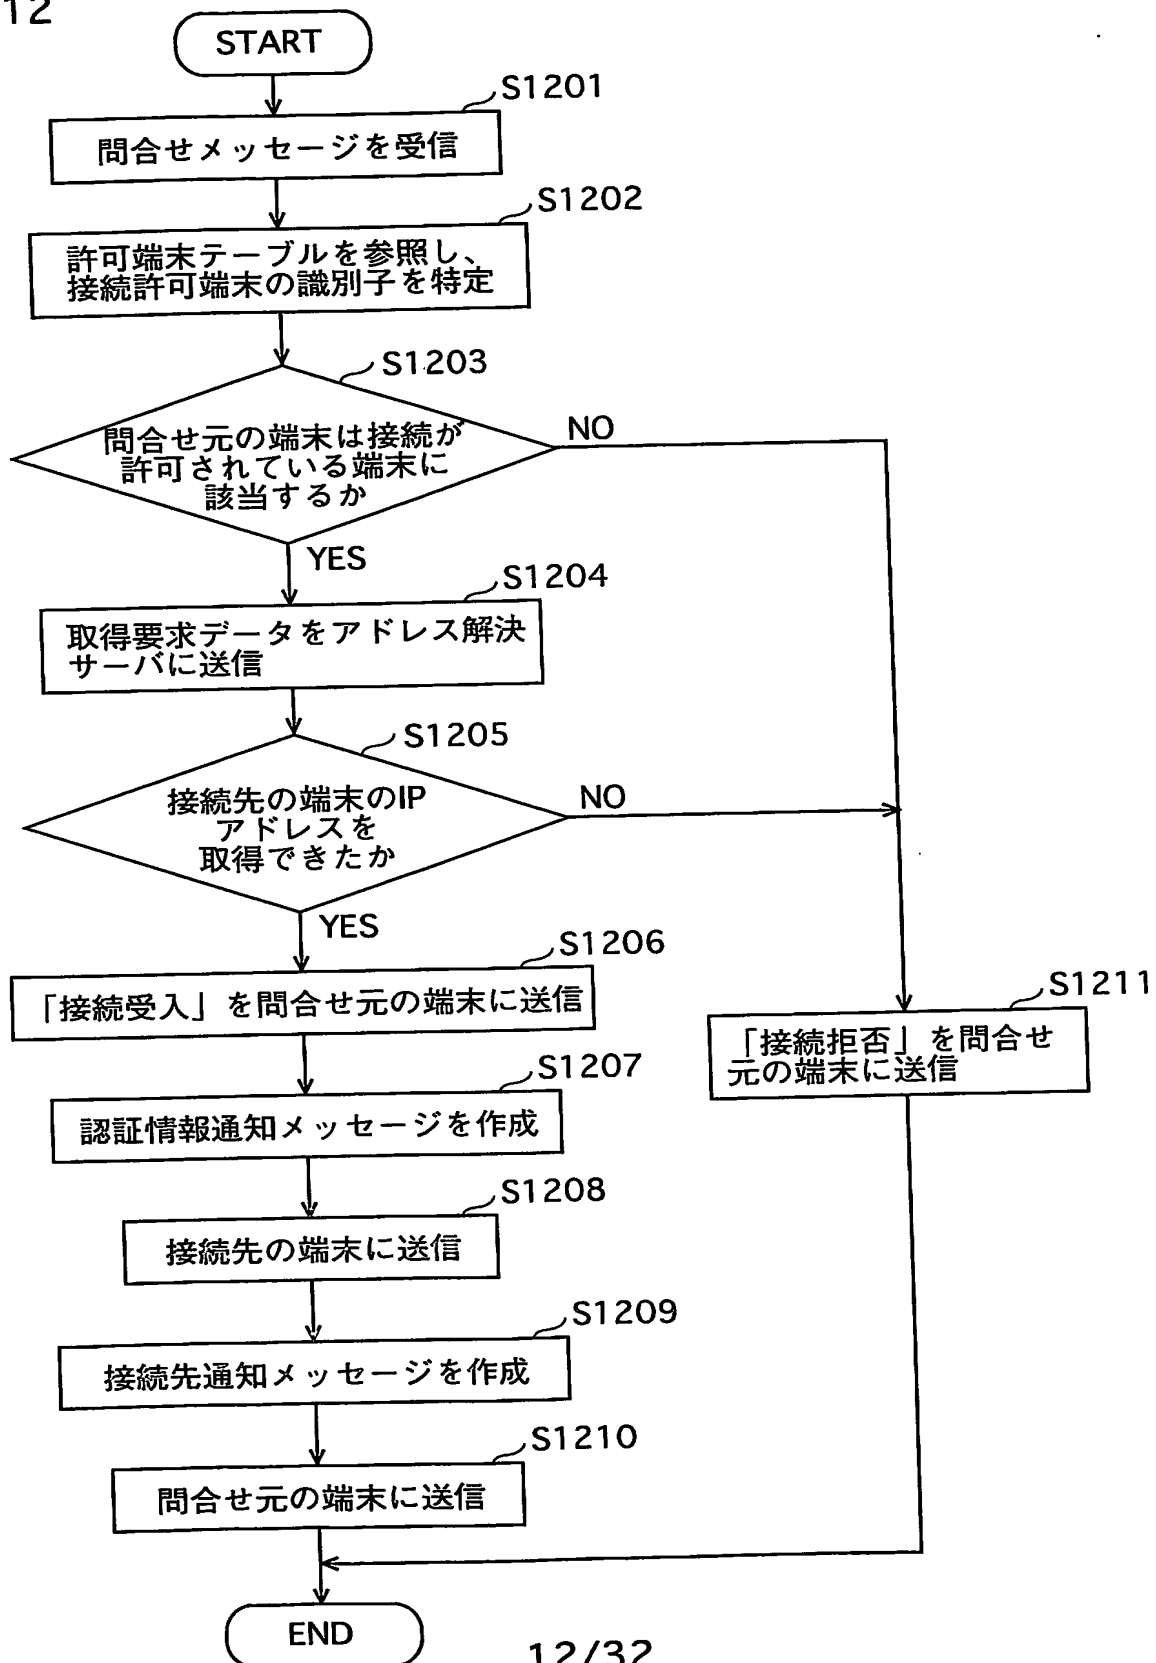 12
START
S1201
問合せメッセージを受信
S1202
許可端末テーブルを参照し、
接続許可端末の識別子を特定
S1203
問合せ元の端末は接続が
許可されている端末に
該当するか
NO
YES
S1204
取得要求データをアドレス解決
サーバに送信
S1205
接続先の端末のIP
アドレスを
取得できたか
NO
YES
S1206
「接続受入」を問合せ元の端末に送信
S1211
「接続拒否」を問合せ
元の端末に送信
S1207
認証情報通知メッセージを作成
S1208
接続先の端末に送信
S1209
接続先通知メッセージを作成
S1210
問合せ元の端末に送信
END
12/32